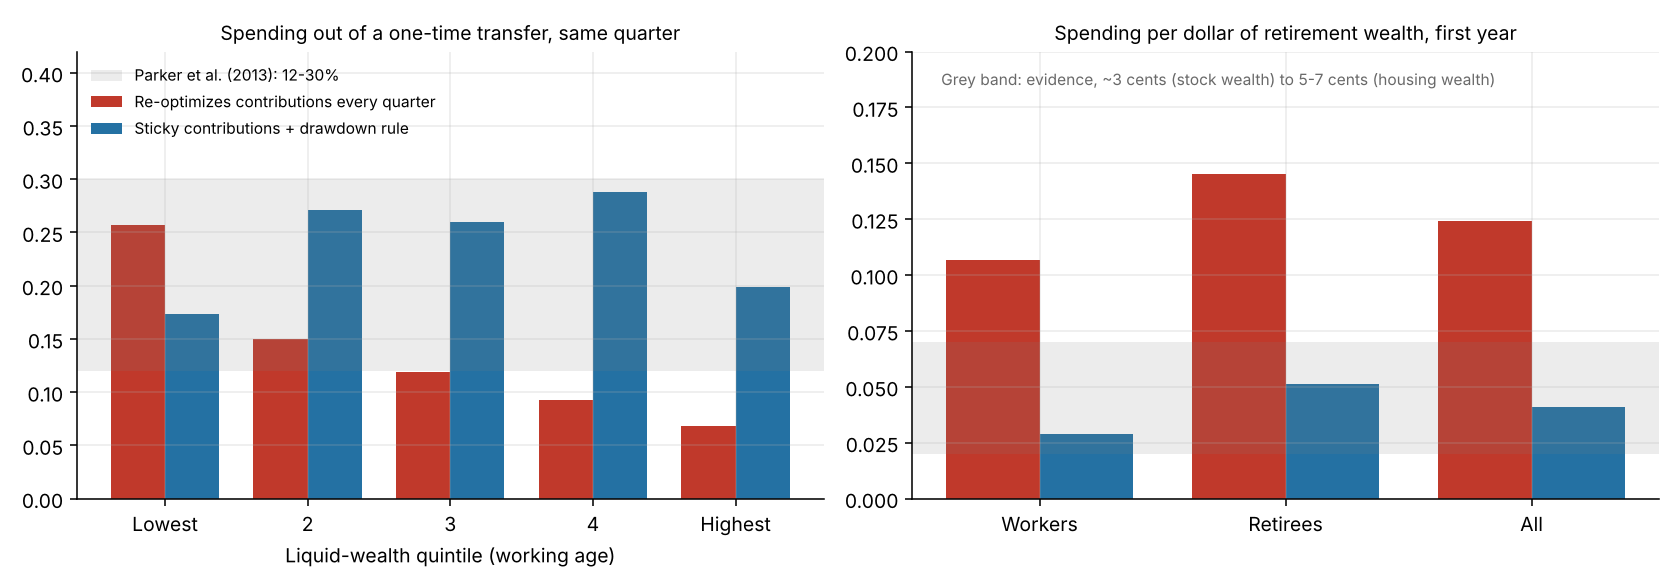 Spending out of a one-time transfer, same quarter
0.40
0.35
0.30
0.25
0.20
0.15
0.10
0.05
0.00
Parker et al. (2013): 12-30%
Re-optimizes contributions every quarter
Sticky contributions + drawdown rule
Lowest
2
3
4
Highest
Liquid-wealth quintile (working age)
Spending per dollar of retirement wealth, first year
0.200
0.175
0.150
0.125
0.100
0.075
0.050
0.025
0.000
Grey band: evidence, ~3 cents (stock wealth) to 5-7 cents (housing wealth)
Workers
Retirees
All